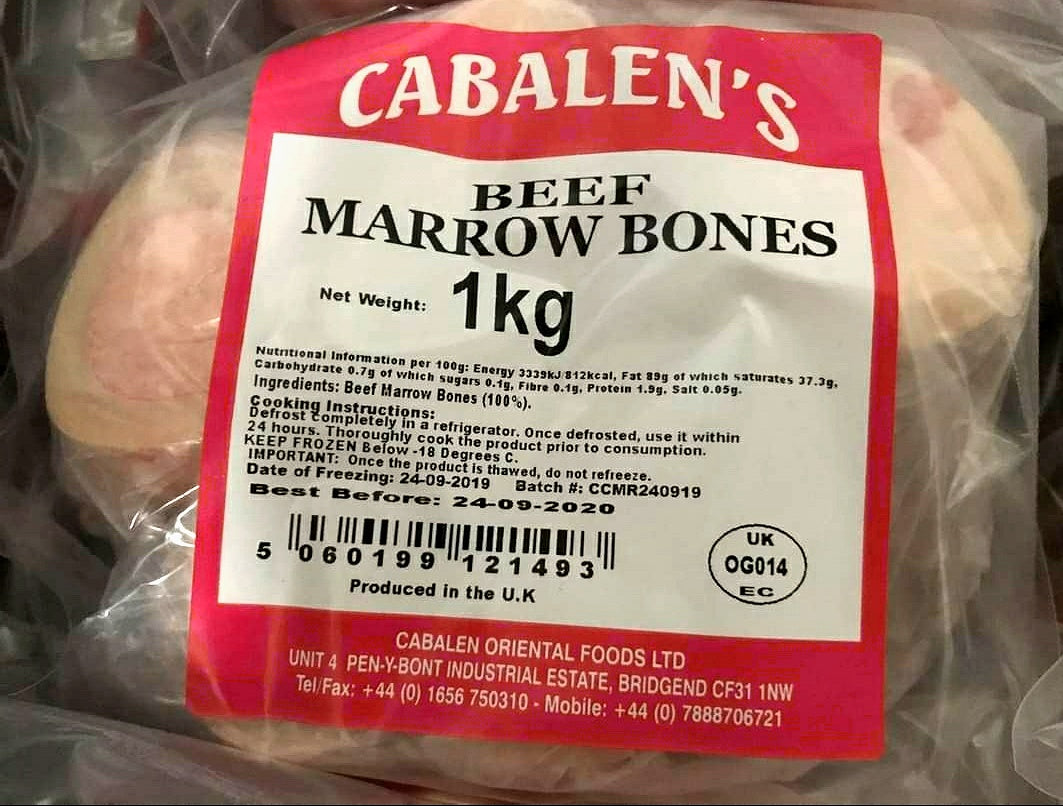 CABALEN'S
BEEF
MARROW BONES
Net Weight: 1kg
Nutritional Information per 100g: Energy 3339kJ/812kcal, Fat 89g of which saturates 37.3g,
Carbohydrate 0.7g of which sugars 0.1g, Fibre 0.1g, Protein 1.9g, Salt 0.05g.
Ingredients: Beef Marrow Bones (100%).
Cooking Instructions:
Defrost completely in a refrigerator. Once defrosted, use it within
24 hours. Thoroughly cook the product prior to consumption.
KEEP FROZEN Below -18 Degrees C.
IMPORTANT: Once the product is thawed, do not refreeze.
Date of Freezing: 24-09-2019 Batch #: CCMR240919
Best Before: 24-09-2020
5 060199 121493
Produced in the U.K
UK
OG014
EC
CABALEN ORIENTAL FOODS LTD
UNIT 4 PEN-Y-BONT INDUSTRIAL ESTATE, BRIDGEND CF31 1NW
Tel/Fax: +44 (0) 1656 750310 - Mobile: +44 (0) 7888706721